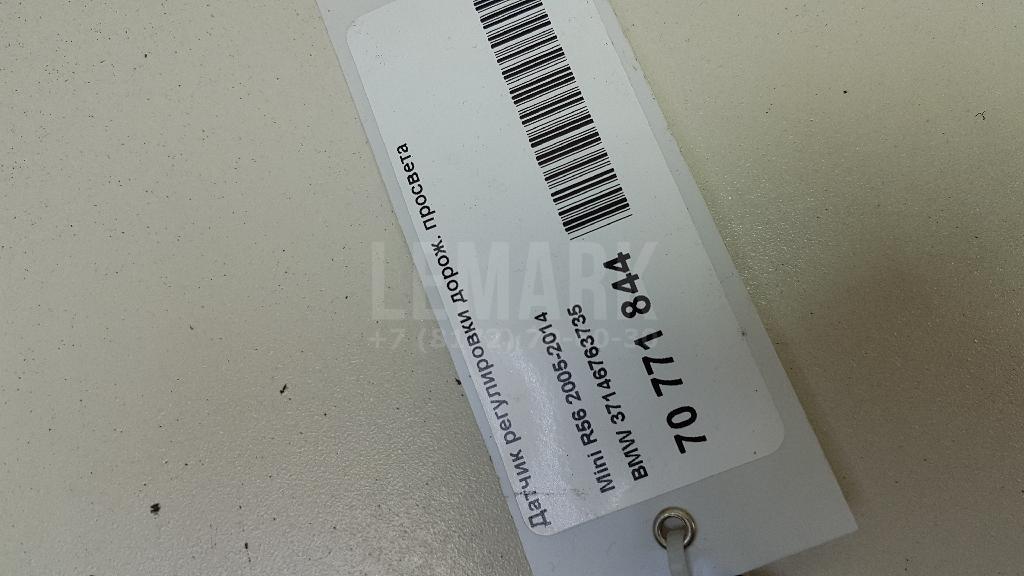 Датчик регулировки дорож. просвета
Mini R56 2005-2014
BMW 37146763735
70 771 844
LEMARK